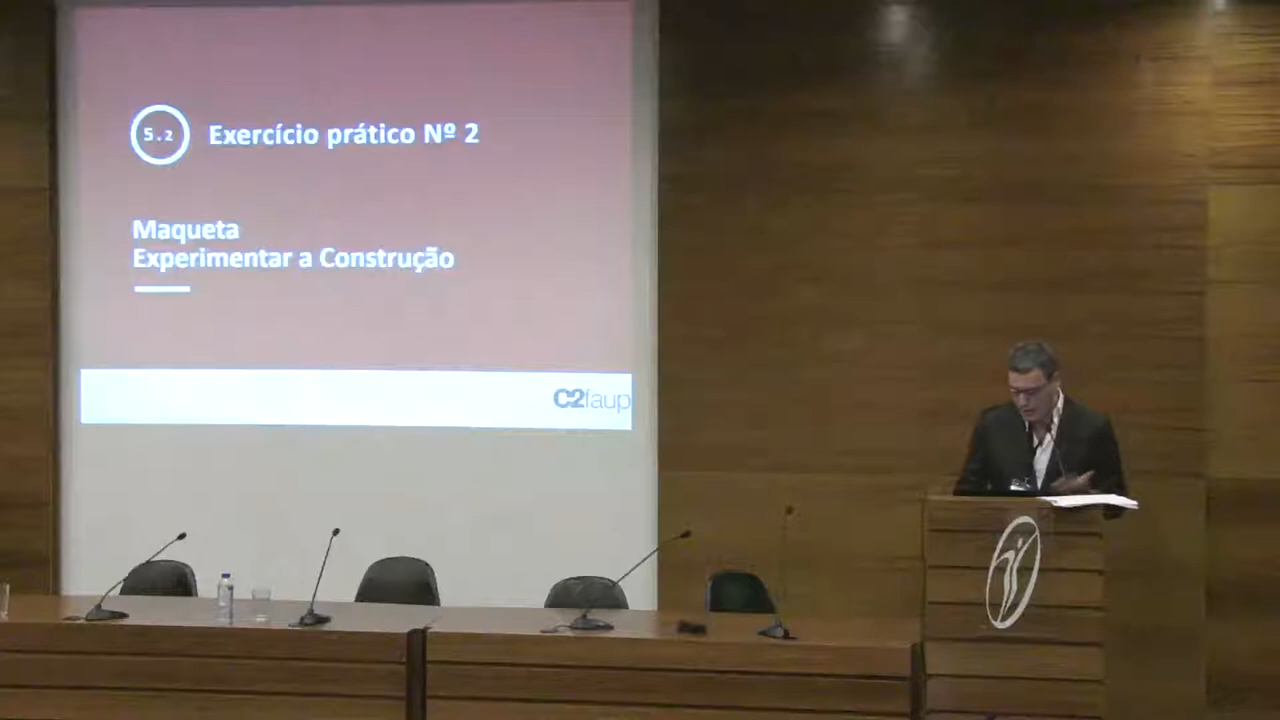 5.2 Exercício prático Nº 2
Maqueta
Experimentar a Construção
C2faup